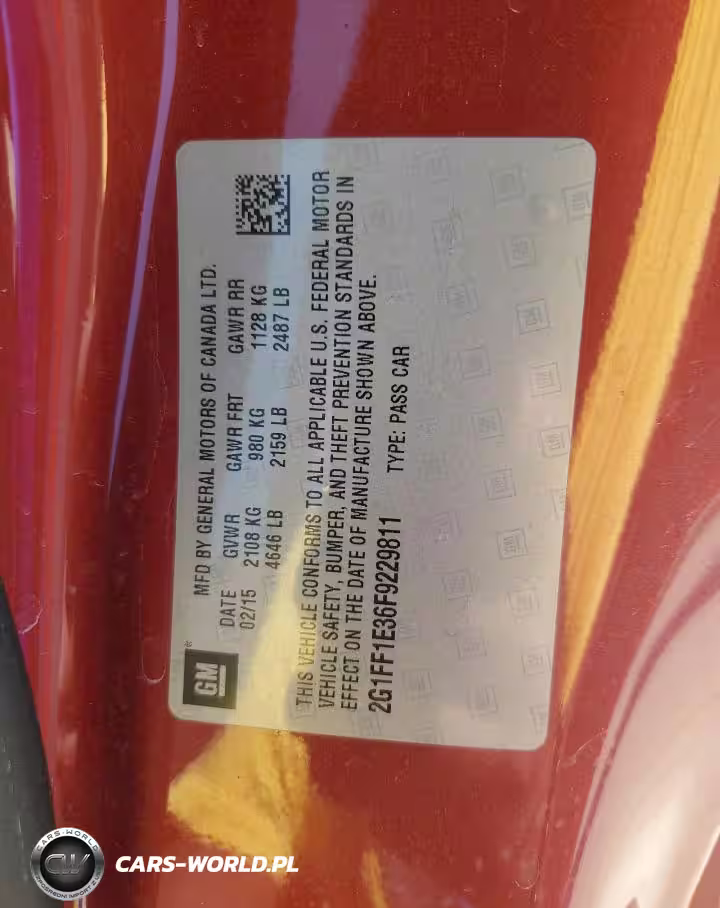 MFD BY GENERAL MOTORS OF CANADA LTD.
DATE GVWR GAWR FRT GAWR RR
02/15 2108 KG 980 KG 1128 KG
4646 LB 2159 LB 2487 LB
GM
THIS VEHICLE CONFORMS TO ALL APPLICABLE U.S. FEDERAL MOTOR
VEHICLE SAFETY, BUMPER, AND THEFT PREVENTION STANDARDS IN
EFFECT ON THE DATE OF MANUFACTURE SHOWN ABOVE.
2G1FF1E36F9229811 TYPE: PASS CAR
CARS-WORLD
CW
CARS-WORLD.PL